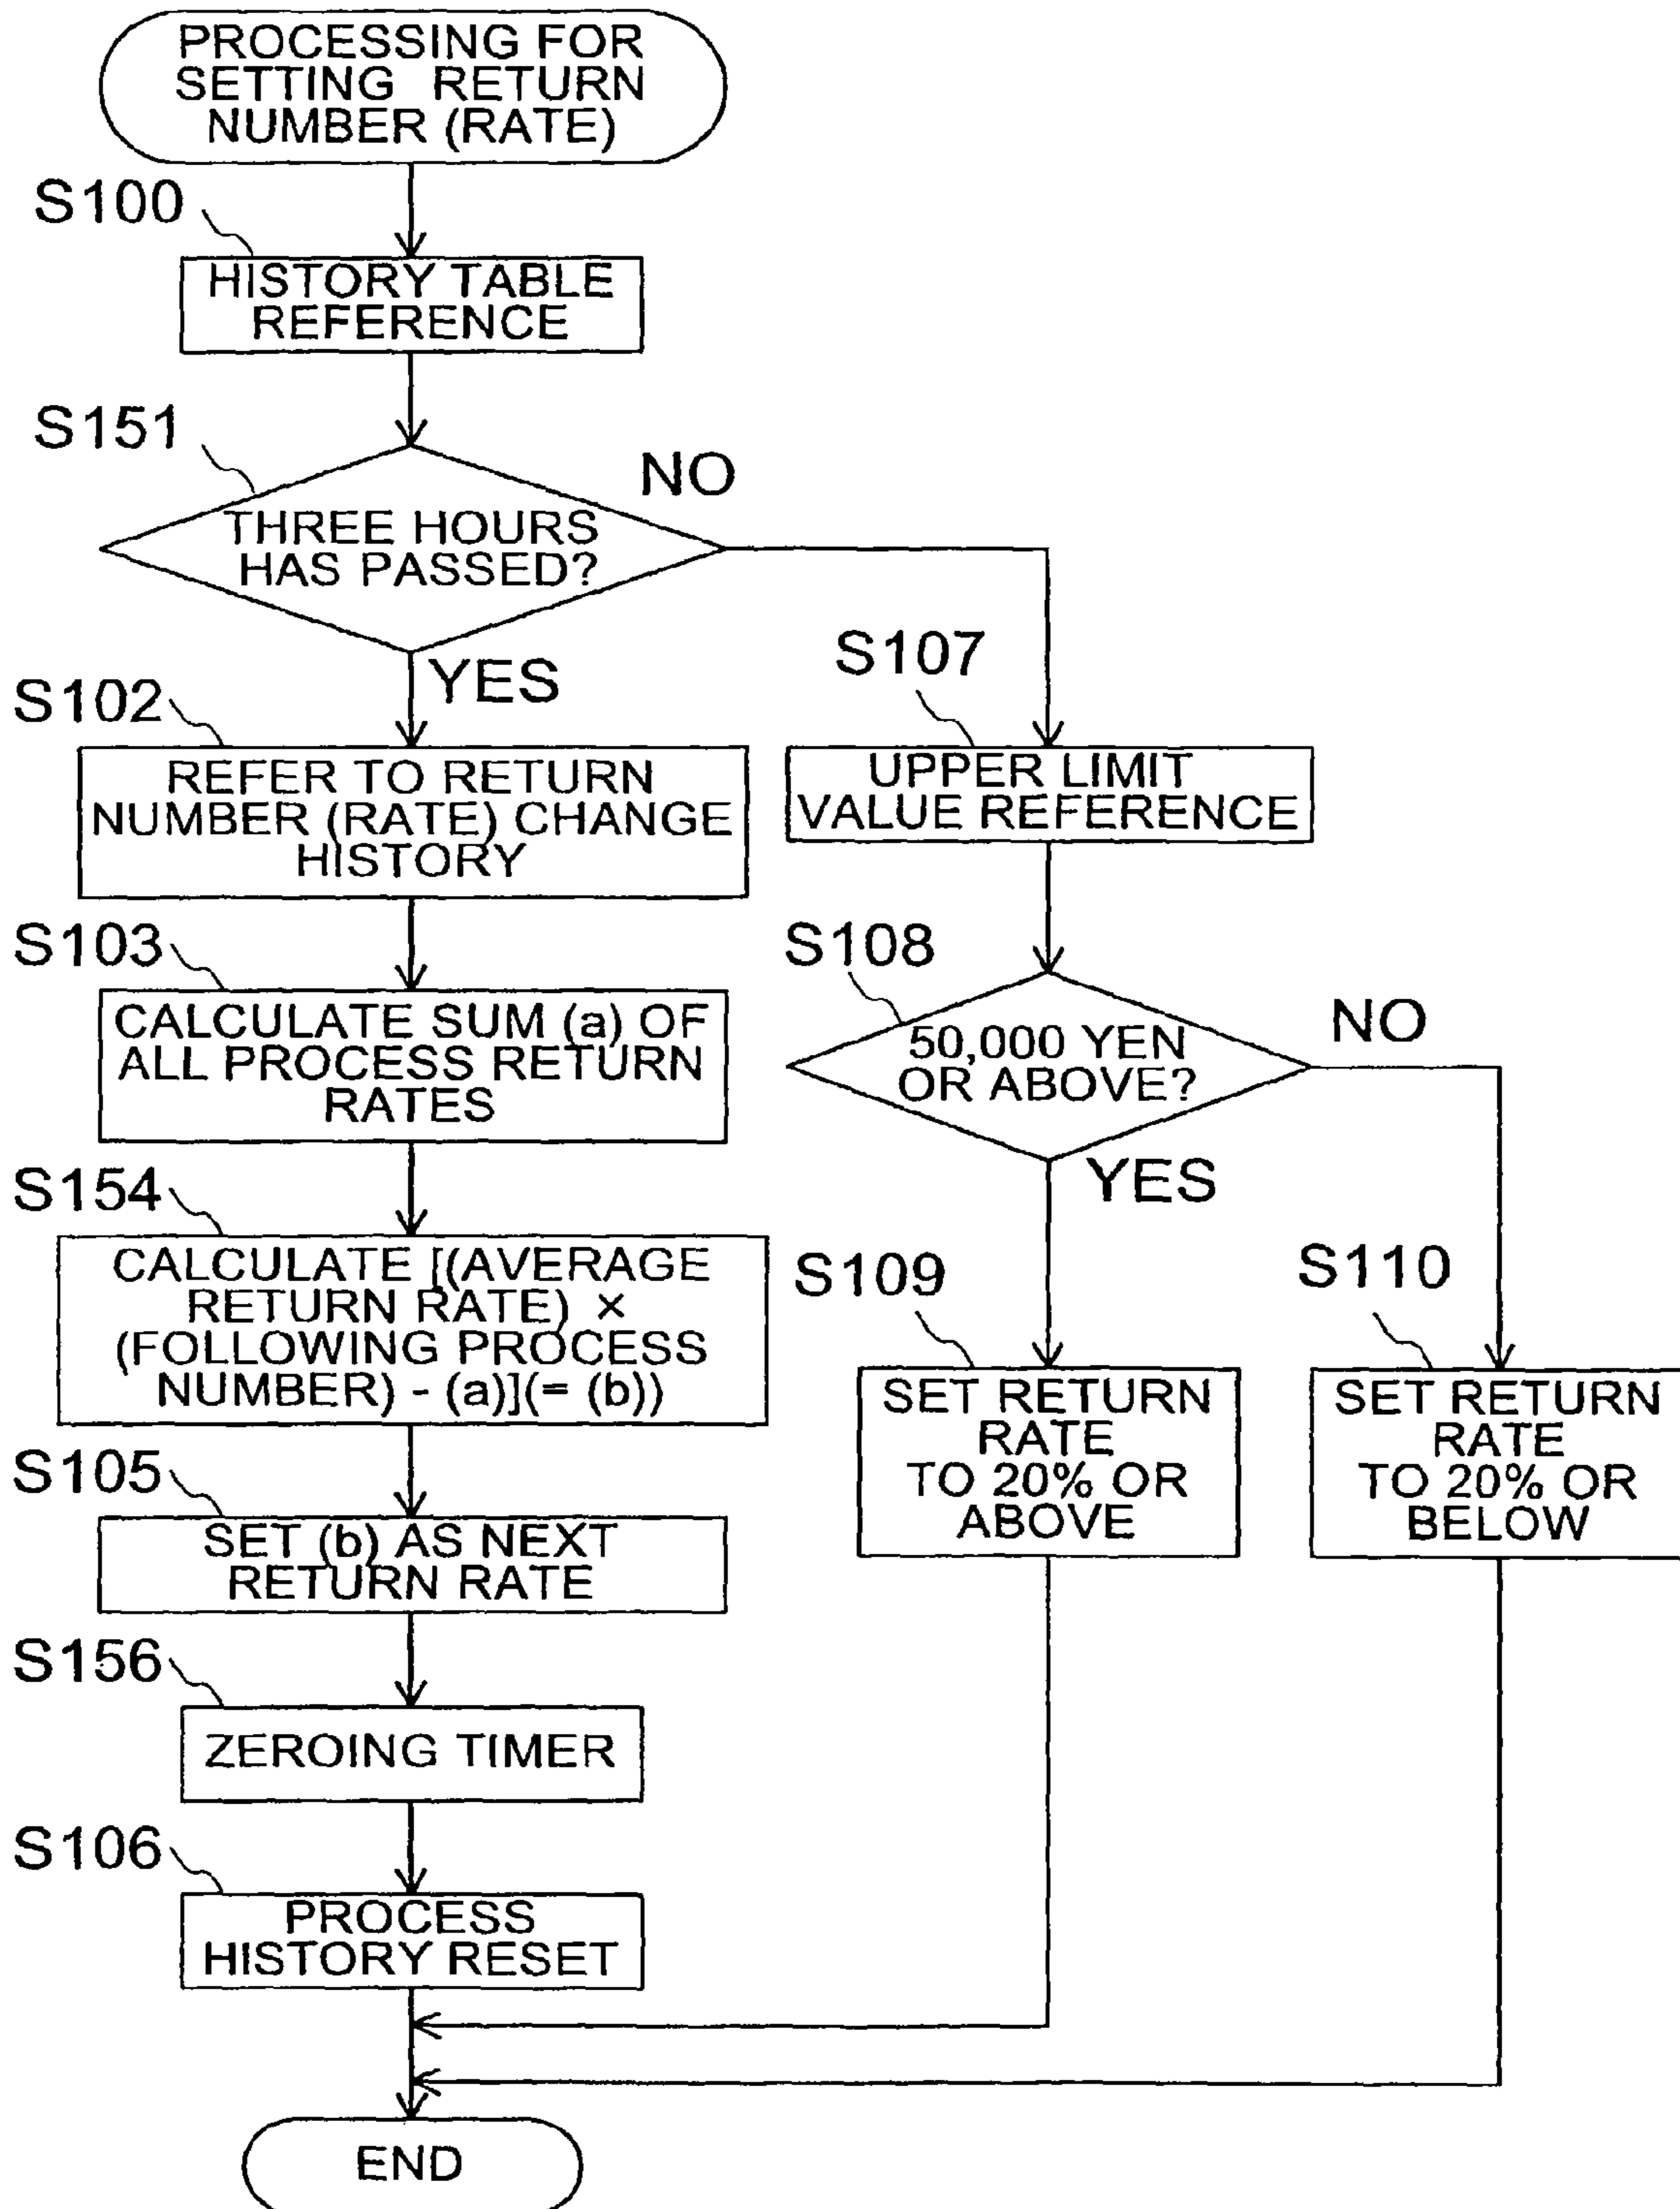 PROCESSING FOR
SETTING RETURN
NUMBER (RATE)
S100
HISTORY TABLE
REFERENCE
S151
THREE HOURS
HAS PASSED?
NO
YES
S102
REFER TO RETURN
NUMBER (RATE) CHANGE
HISTORY
S103
CALCULATE SUM (a) OF
ALL PROCESS RETURN
RATES
S154
CALCULATE [(AVERAGE
RETURN RATE) ×
(FOLLOWING PROCESS
NUMBER) - (a)](= (b))
S105
SET (b) AS NEXT
RETURN RATE
S156
ZEROING TIMER
S106
PROCESS
HISTORY RESET
S107
UPPER LIMIT
VALUE REFERENCE
S108
50,000 YEN
OR ABOVE?
NO
YES
S109
SET RETURN
RATE
TO 20% OR
ABOVE
S110
SET RETURN
RATE
TO 20% OR
BELOW
END